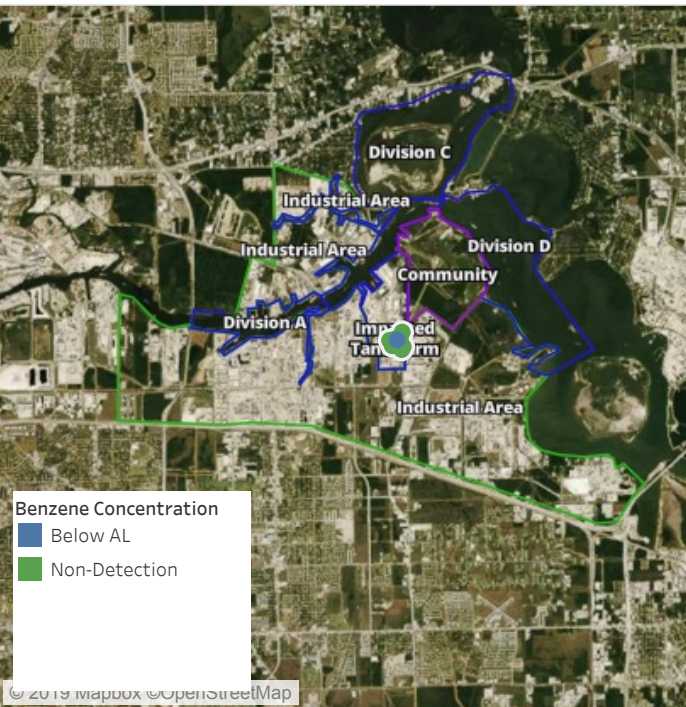 Division C
Industrial Area
Division D
Industrial Area
Community
Division A
Industrial Area
Benzene Concentration
Below AL
Non-Detection
© 2019 Mapbox ©OpenStreetMap